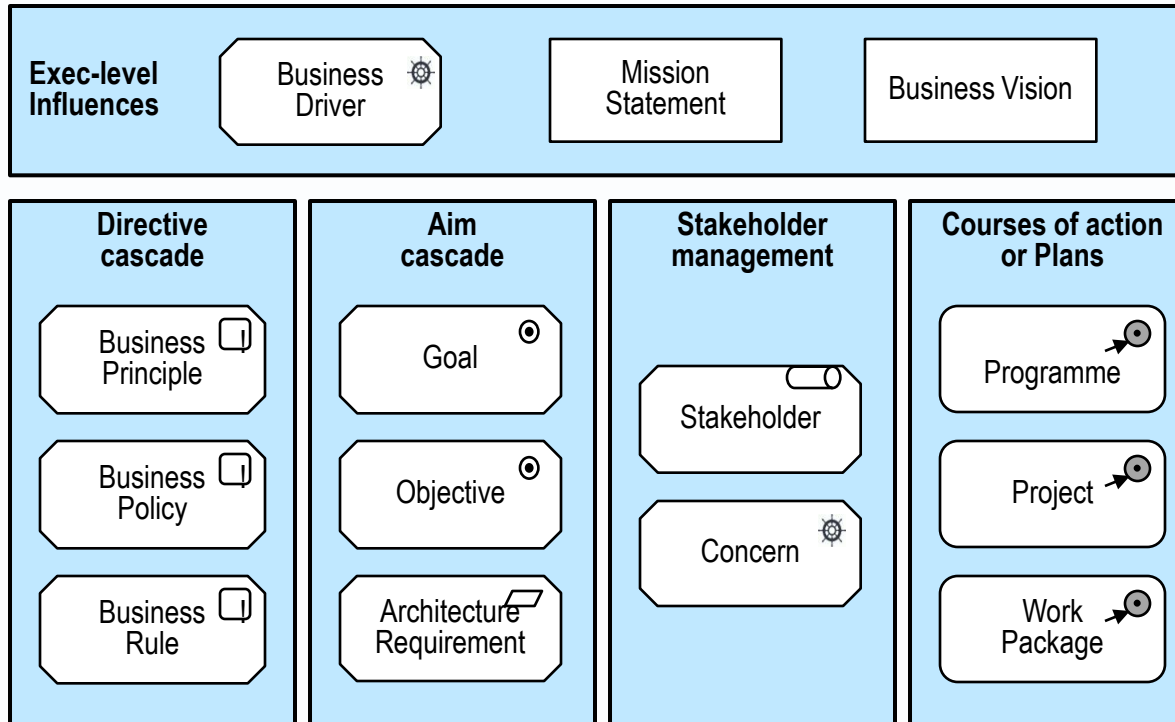 Exec-level
Influences
Business
Driver
Mission
Statement
Business Vision
Directive
cascade
Business
Principle
Business
Policy
Business
Rule
Aim
cascade
Goal
Objective
Architecture
Requirement
Stakeholder
management
Stakeholder
Concern
Courses of action
or Plans
Programme
Project
Work
Package